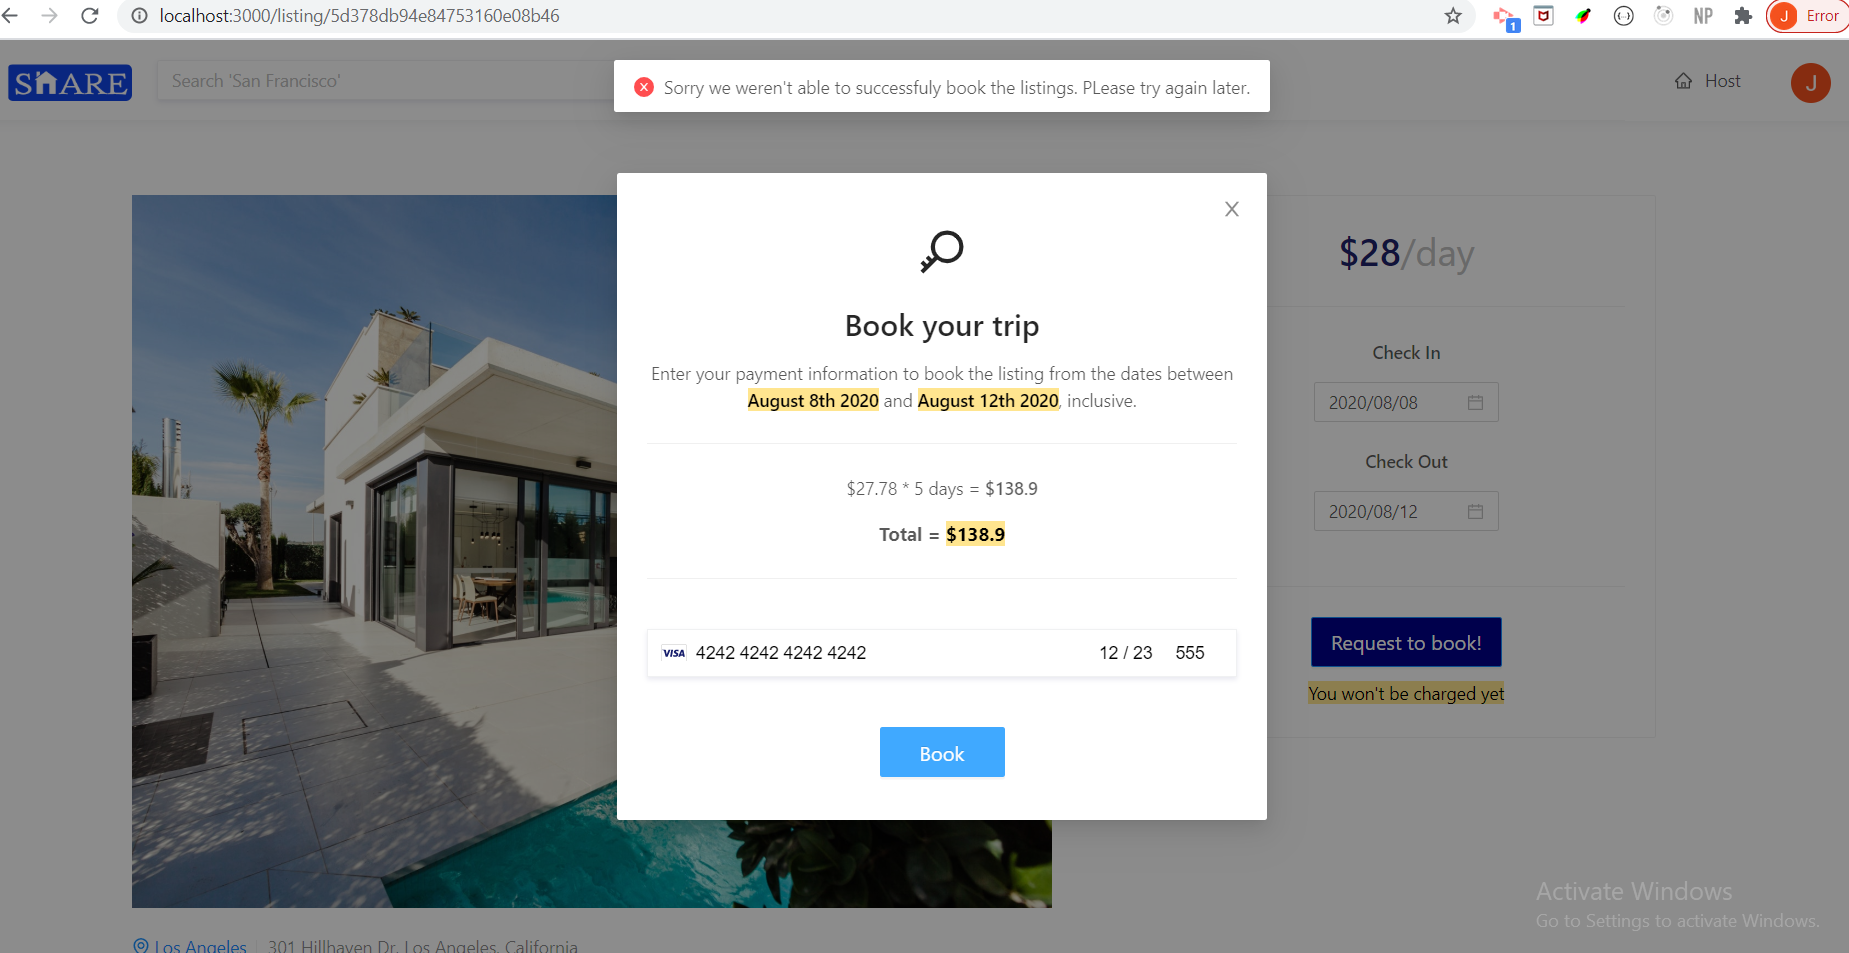 localhost:3000/listing/5d378db94e84753160e08b46
1
NP
J
Error
SHARE
Search 'San Francisco'
Sorry we weren't able to successfuly book the listings. PLease try again later.
Host
J
Book your trip
Enter your payment information to book the listing from the dates between
August 8th 2020 and August 12th 2020, inclusive.
$27.78 * 5 days = $138.9
Total = $138.9
VISA 4242 4242 4242 4242 12 / 23 555
Book
$28/day
Check In
2020/08/08
Check Out
2020/08/12
Request to book!
You won't be charged yet
Activate Windows
Go to Settings to activate Windows.
Los Angeles 301 Hillhaven Dr, Los Angeles, California